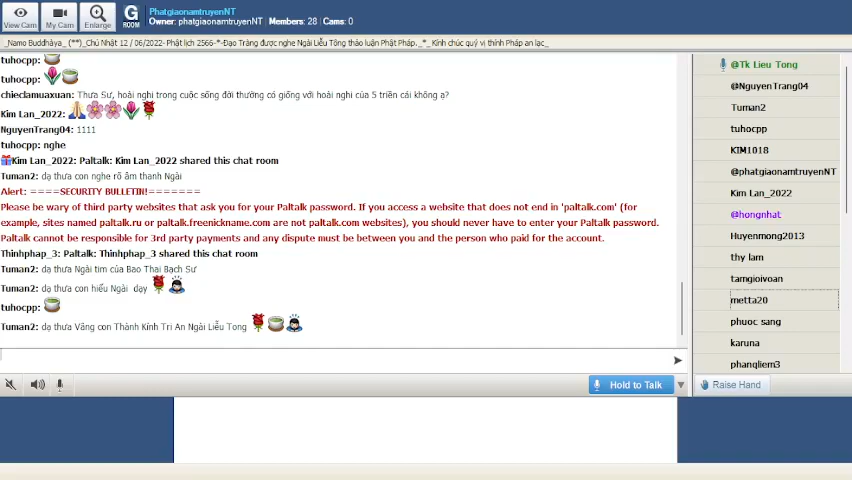 View Cam
My Cam
Enlarge
G
ROOM
PhatgiaonamtruyenNT
Owner: phatgiaonamtruyenNT | Members: 28 | Cams: 0
_Namo Buddhàya_ (**)_Chủ Nhật 12 / 06/2022- Phật lịch 2566-*-Đạo Tràng được nghe Ngài Liễu Tông thảo luận Phật Pháp. _*_ Kính chúc quý vị thính Pháp an lạc_
tuhocpp:
tuhocpp:
chieclamuaxuan: Thưa Sư, hoài nghi trong cuộc sống đời thường có giống với hoài nghi của 5 triền cái không ạ?
Kim Lan_2022:
NguyenTrang04: 1111
tuhocpp: nghe
Kim Lan_2022: Paltalk: Kim Lan_2022 shared this chat room
Tuman2: dạ thưa con nghe rõ âm thanh Ngài
Alert: ====SECURITY BULLETIN!=======
Please be wary of third party websites that ask you for your Paltalk password. If you access a website that does not end in 'paltalk.com' (for
example, sites named paltalk.ru or paltalk.freenickname.com are not paltalk.com websites), you should never have to enter your Paltalk password.
Paltalk cannot be responsible for 3rd party payments and any dispute must be between you and the person who paid for the account.
Thinhphap_3: Paltalk: Thinhphap_3 shared this chat room
Tuman2: dạ thưa Ngài tim của Bao Thai Bạch Sư
Tuman2: dạ thưa con hiểu Ngài dạy
tuhocpp:
Tuman2: dạ thưa Vâng con Thành Kính Tri Ân Ngài Liễu Tong
Hold to Talk
@Tk Lieu Tong
@NguyenTrang04
Tuman2
tuhocpp
KIM1018
@phatgiaonamtruyenNT
Kim Lan_2022
@hongnhat
Huyenmong2013
thy lam
tamgioivoan
metta20
phuoc sang
karuna
phanqliem3
Raise Hand